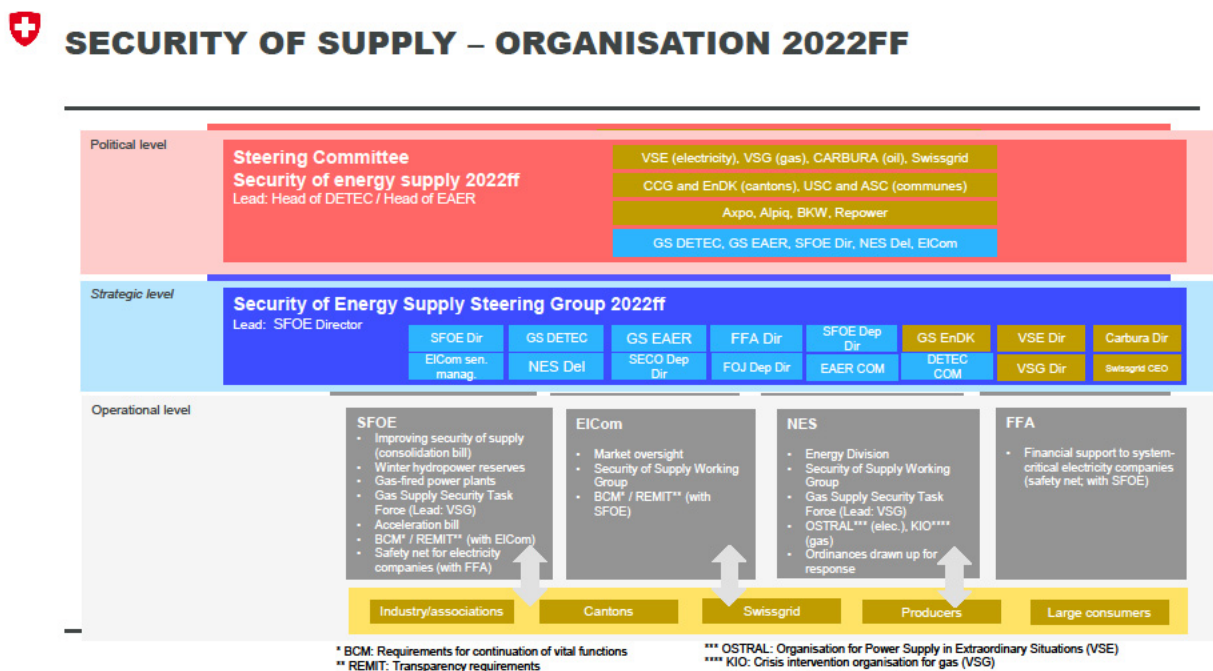 SECURITY OF SUPPLY – ORGANISATION 2022FF
Political level
Steering Committee
Security of energy supply 2022ff
Lead: Head of DETEC / Head of EAER
VSE (electricity), VSG (gas), CARBURA (oil), Swissgrid
CCG and EnDK (cantons), USC and ASC (communes)
Axpo, Alpiq, BKW, Repower
GS DETEC, GS EAER, SFOE Dir, NES Del, ElCom
Strategic level
Security of Energy Supply Steering Group 2022ff
Lead: SFOE Director
SFOE Dir
GS DETEC
GS EAER
FFA Dir
SFOE Dep
Dir
GS EnDK
VSE Dir
Carbura Dir
ElCom sen.
manag.
NES Del
SECO Dep
Dir
FOJ Dep Dir
EAER COM
DETEC
COM
VSG Dir
Swissgrid CEO
Operational level
SFOE
• Improving security of supply
(consolidation bill)
• Winter hydropower reserves
• Gas-fired power plants
• Gas Supply Security Task
Force (Lead: VSG)
• Acceleration bill
• BCM* / REMIT** (with ElCom)
• Safety net for electricity
companies (with FFA)
ElCom
• Market oversight
• Security of Supply Working
Group
• BCM* / REMIT** (with
SFOE)
NES
• Energy Division
• Security of Supply Working
Group
• Gas Supply Security Task
Force (Lead: VSG)
• OSTRAL*** (elec.), KIO****
(gas)
• Ordinances drawn up for
response
FFA
• Financial support to system-
critical electricity companies
(safety net; with SFOE)
Industry/associations
Cantons
Swissgrid
Producers
Large consumers
* BCM: Requirements for continuation of vital functions
** REMIT: Transparency requirements
*** OSTRAL: Organisation for Power Supply in Extraordinary Situations (VSE)
**** KIO: Crisis intervention organisation for gas (VSG)